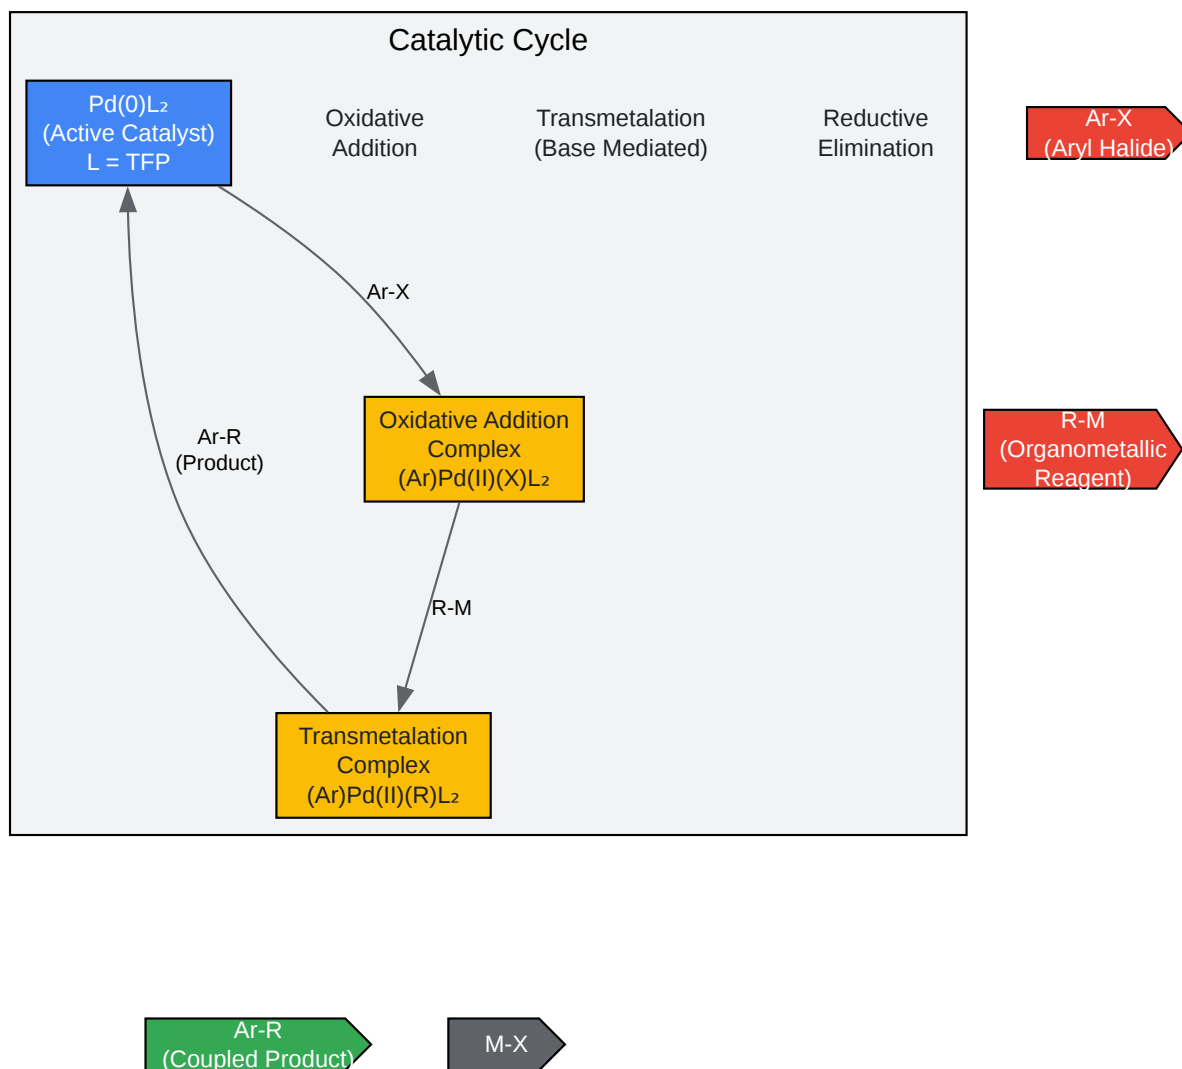 Catalytic Cycle
Pd(0)L₂
(Active Catalyst)
L = TFP
Oxidative
Addition
Transmetalation
(Base Mediated)
Reductive
Elimination
Ar-X
(Aryl Halide)
Ar-X
Oxidative Addition
Complex
(Ar)Pd(II)(X)L₂
R-M
(Organometallic
Reagent)
Ar-R
(Product)
R-M
Transmetalation
Complex
(Ar)Pd(II)(R)L₂
Ar-R
(Coupled Product)
M-X